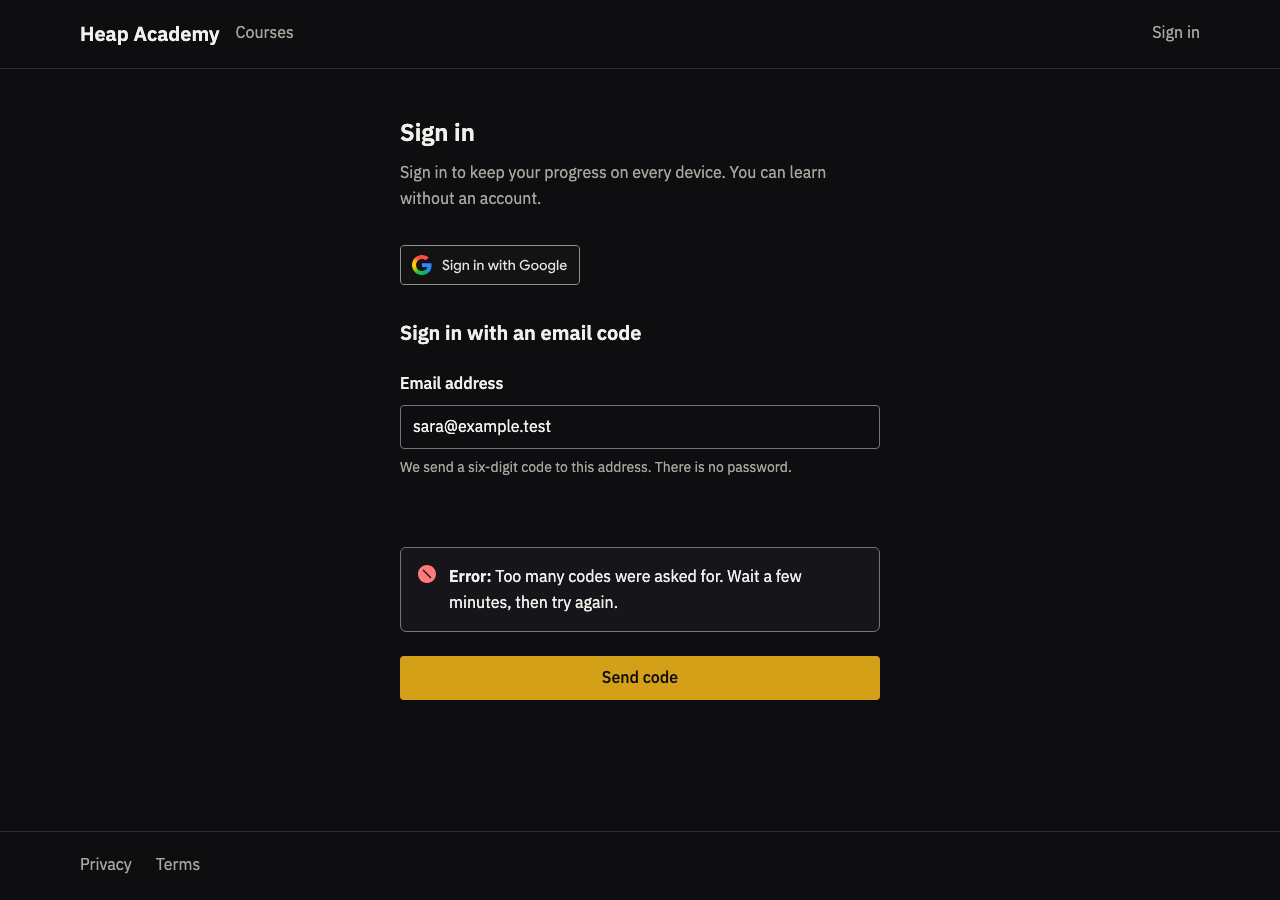 Heap Academy
Courses
Sign in
Sign in
Sign in to keep your progress on every device. You can learn
without an account.
Sign in with Google
Sign in with an email code
Email address
sara@example.test
We send a six-digit code to this address. There is no password.
Error: Too many codes were asked for. Wait a few
minutes, then try again.
Send code
Privacy
Terms